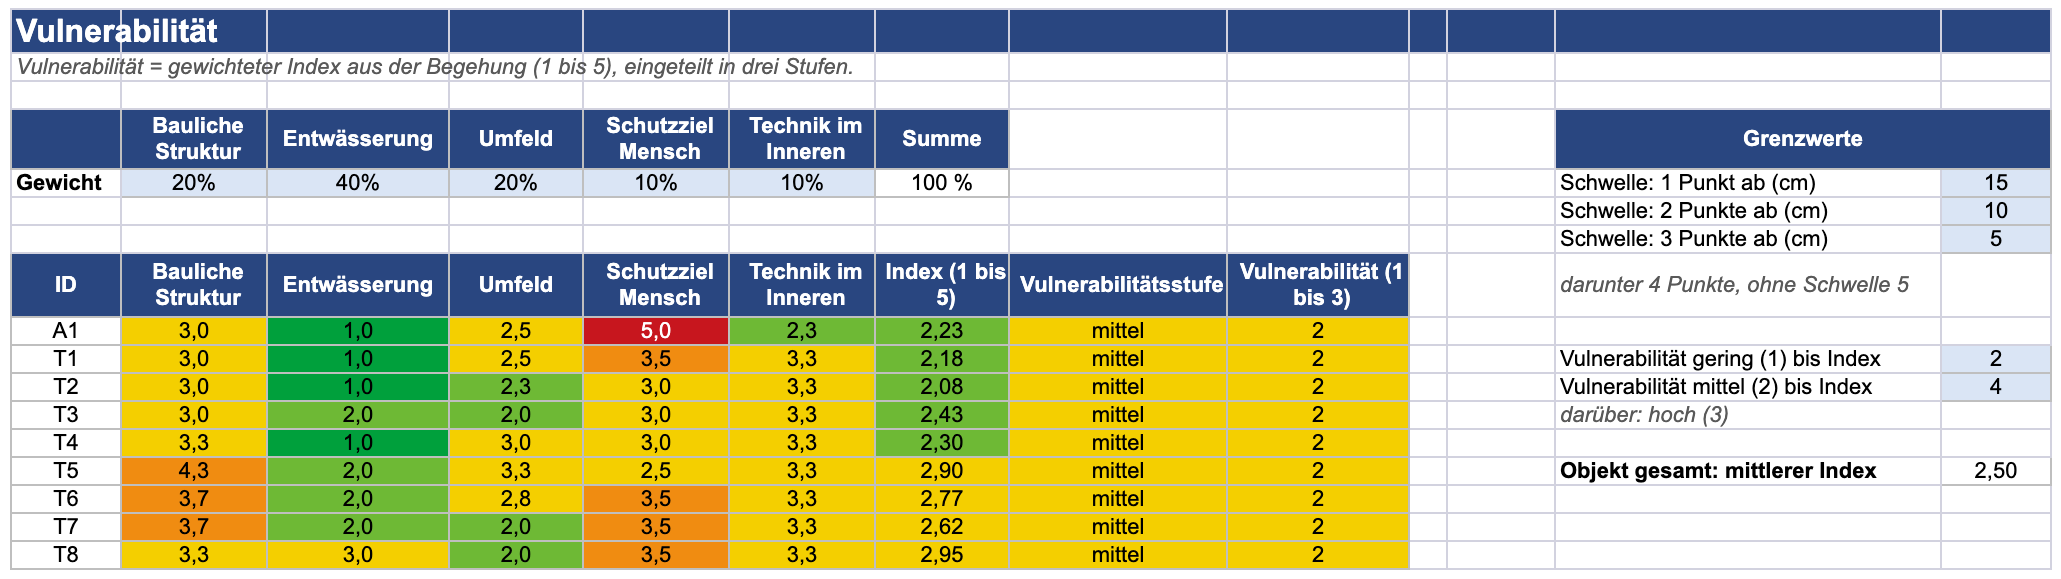 Vulnerabilität
Vulnerabilität = gewichteter Index aus der Begehung (1 bis 5), eingeteilt in drei Stufen.
Bauliche Struktur Entwässerung Umfeld Schutzziel Mensch Technik im Inneren Summe Grenzwerte
Gewicht 20% 40% 20% 10% 10% 100 % Schwelle: 1 Punkt ab (cm) 15
Schwelle: 2 Punkte ab (cm) 10
Schwelle: 3 Punkte ab (cm) 5
ID Bauliche Struktur Entwässerung Umfeld Schutzziel Mensch Technik im Inneren Index (1 bis 5) Vulnerabilitätsstufe Vulnerabilität (1 bis 3) darunter 4 Punkte, ohne Schwelle 5
A1 3,0 1,0 2,5 5,0 2,3 2,23 mittel 2
T1 3,0 1,0 2,5 3,5 3,3 2,18 mittel 2 Vulnerabilität gering (1) bis Index 2
T2 3,0 1,0 2,3 3,0 3,3 2,08 mittel 2 Vulnerabilität mittel (2) bis Index 4
T3 3,0 2,0 2,0 3,0 3,3 2,43 mittel 2 darüber: hoch (3)
T4 3,3 1,0 3,0 3,0 3,3 2,30 mittel 2
T5 4,3 2,0 3,3 2,5 3,3 2,90 mittel 2 Objekt gesamt: mittlerer Index 2,50
T6 3,7 2,0 2,8 3,5 3,3 2,77 mittel 2
T7 3,7 2,0 2,0 3,5 3,3 2,62 mittel 2
T8 3,3 3,0 2,0 3,5 3,3 2,95 mittel 2